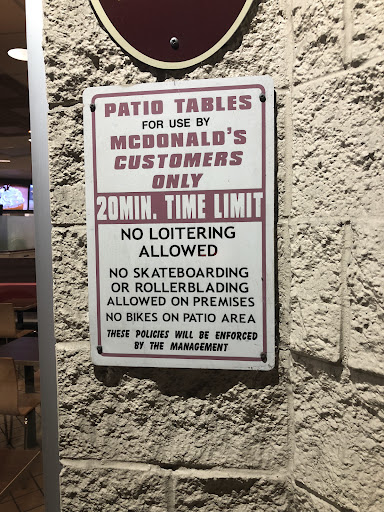 PATIO TABLES
FOR USE BY
MCDONALD'S
CUSTOMERS
ONLY
20MIN. TIME LIMIT
NO LOITERING
ALLOWED
NO SKATEBOARDING
OR ROLLERBLADING
ALLOWED ON PREMISES
NO BIKES ON PATIO AREA
THESE POLICIES WILL BE ENFORCED
BY THE MANAGEMENT